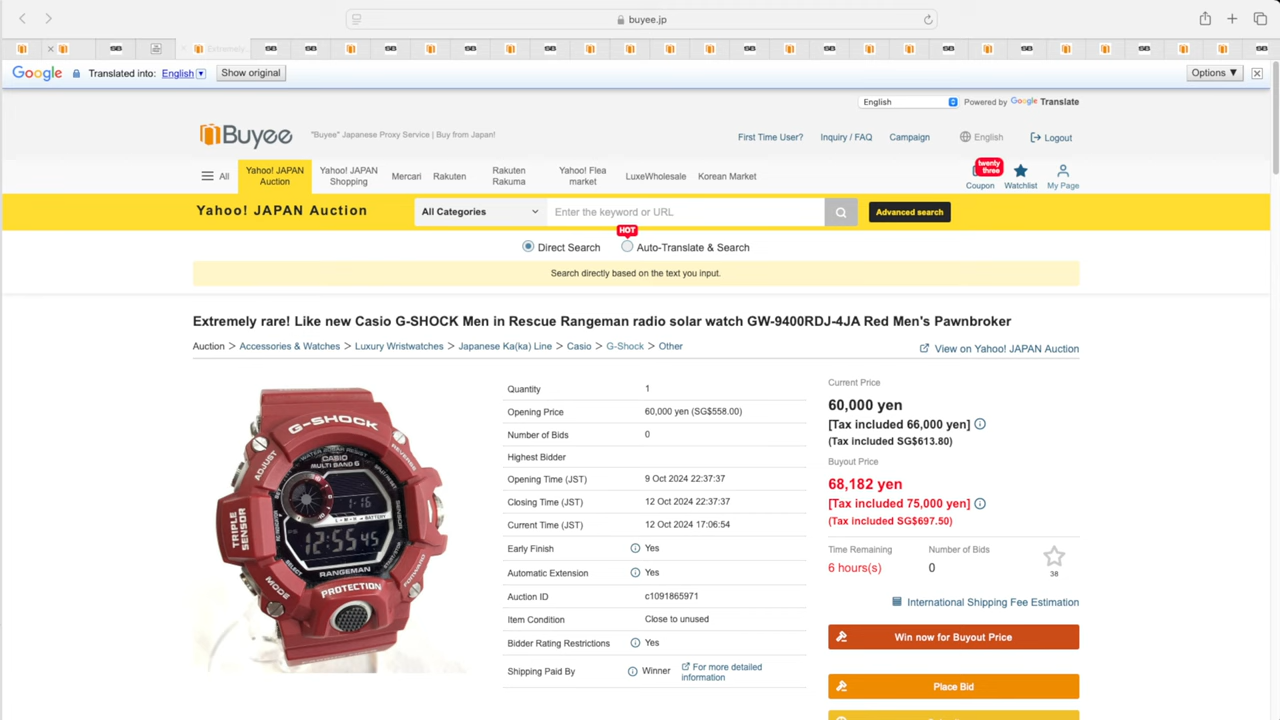 buyee.jp
Extremely
Google Translated into: English Show original Options ▼
English Powered by Google Translate
Buyee "Buyee" Japanese Proxy Service | Buy from Japan! First Time User? Inquiry / FAQ Campaign English Logout
All
Yahoo! JAPAN
Auction
Yahoo! JAPAN
Shopping
Mercari
Rakuten
Rakuten
Rakuma
Yahoo! Flea
market
LuxeWholesale
Korean Market
twenty
three
Coupon
Watchlist
My Page
Yahoo! JAPAN Auction All Categories Enter the keyword or URL Advanced search
HOT
Direct Search Auto-Translate & Search
Search directly based on the text you input.
Extremely rare! Like new Casio G-SHOCK Men in Rescue Rangeman radio solar watch GW-9400RDJ-4JA Red Men's Pawnbroker
Auction > Accessories & Watches > Luxury Wristwatches > Japanese Ka(ka) Line > Casio > G-Shock > Other
View on Yahoo! JAPAN Auction
G-SHOCK
WATER 20BAR RESIST
CASIO
MULTI BAND 6
ADJUST
REVERSE
TRIPLE
SENSOR
SENSOR
1-16
L - M - H - BATTERY
12:55 45
RANGEMAN
SELECT
MODE
FORWARD
PROTECTION
Quantity 1
Opening Price 60,000 yen (SG$558.00)
Number of Bids 0
Highest Bidder
Opening Time (JST) 9 Oct 2024 22:37:37
Closing Time (JST) 12 Oct 2024 22:37:37
Current Time (JST) 12 Oct 2024 17:06:54
Early Finish Yes
Automatic Extension Yes
Auction ID c1091865971
Item Condition Close to unused
Bidder Rating Restrictions Yes
Shipping Paid By Winner For more detailed
information
Current Price
60,000 yen
[Tax included 66,000 yen]
(Tax included SG$613.80)
Buyout Price
68,182 yen
[Tax included 75,000 yen]
(Tax included SG$697.50)
Time Remaining Number of Bids
6 hours(s) 0
38
International Shipping Fee Estimation
Win now for Buyout Price
Place Bid